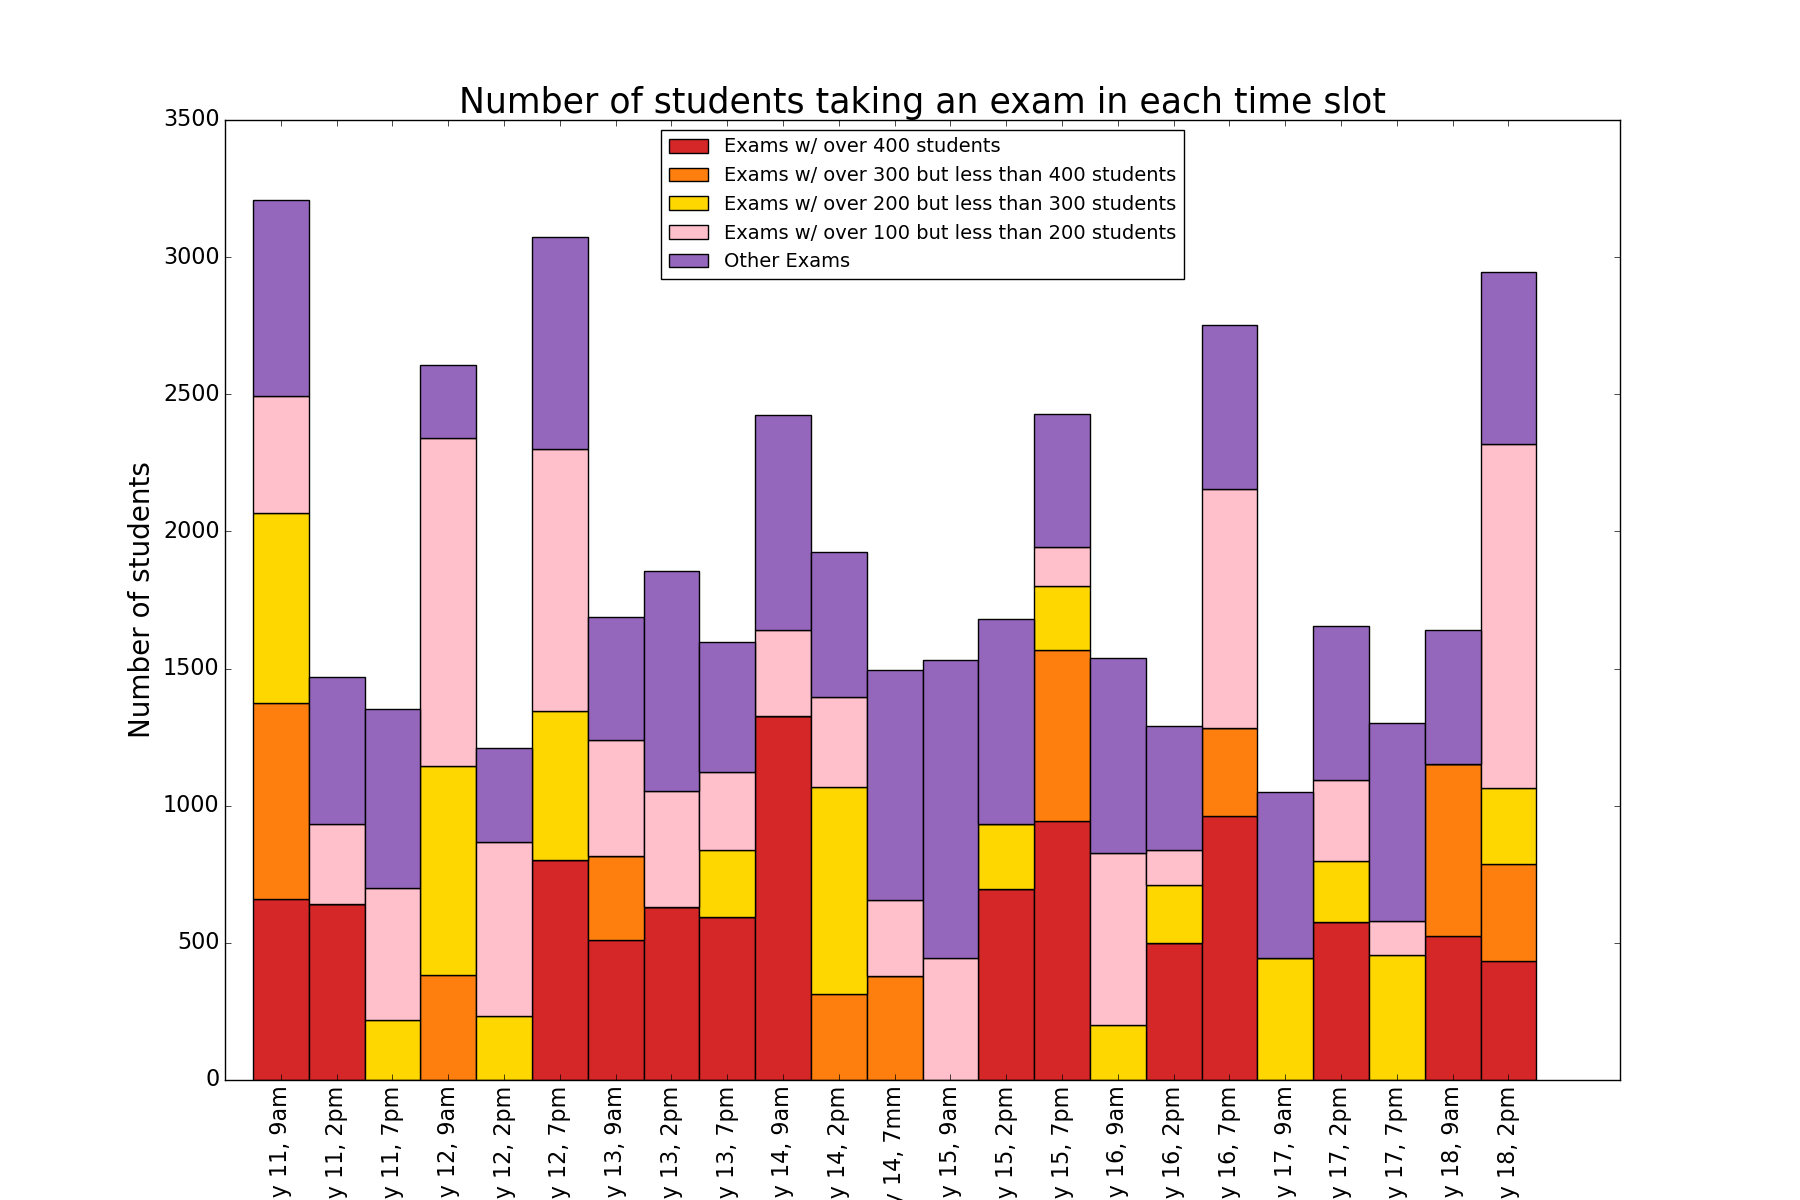 Number of students taking an exam in each time slot
3500
3000
2500
2000
1500
1000
500
0
Number of students
Exams w/ over 400 students
Exams w/ over 300 but less than 400 students
Exams w/ over 200 but less than 300 students
Exams w/ over 100 but less than 200 students
Other Exams
y 11, 9am
y 11, 2pm
y 11, 7pm
y 12, 9am
y 12, 2pm
y 12, 7pm
y 13, 9am
y 13, 2pm
y 13, 7pm
y 14, 9am
y 14, 2pm
y 14, 7mm
y 15, 9am
y 15, 2pm
y 15, 7pm
y 16, 9am
y 16, 2pm
y 16, 7pm
y 17, 9am
y 17, 2pm
y 17, 7pm
y 18, 9am
y 18, 2pm